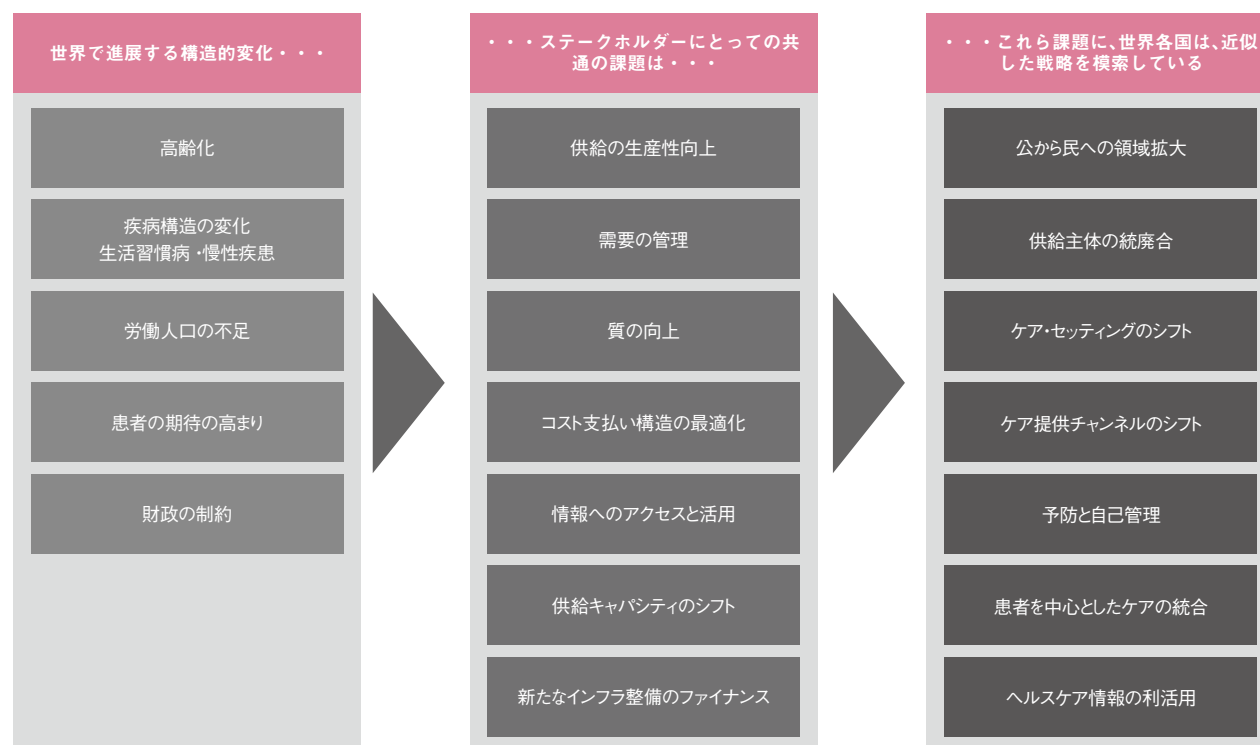 世界で進展する構造的変化・・・
高齢化
疾病構造の変化
生活習慣病・慢性疾患
労働人口の不足
患者の期待の高まり
財政の制約
・・・ステークホルダーにとっての共
通の課題は・・・
供給の生産性向上
需要の管理
質の向上
コスト支払い構造の最適化
情報へのアクセスと活用
供給キャパシティのシフト
新たなインフラ整備のファイナンス
・・・これら課題に、世界各国は、近似
した戦略を模索している
公から民への領域拡大
供給主体の統廃合
ケア・セッティングのシフト
ケア提供チャンネルのシフト
予防と自己管理
患者を中心としたケアの統合
ヘルスケア情報の利活用